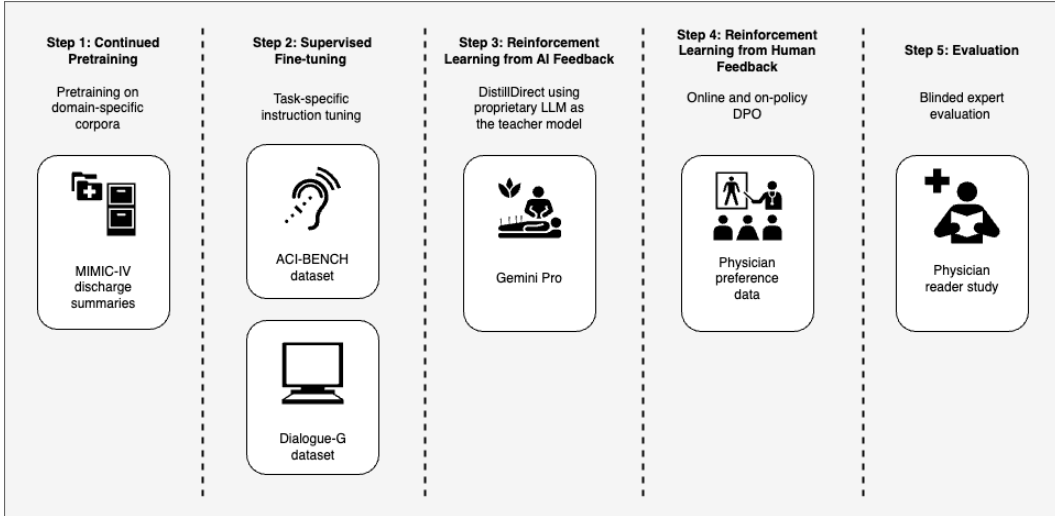 Step 1: Continued
Pretraining
Pretraining on
domain-specific
corpora
MIMIC-IV
discharge
summaries
Step 2: Supervised
Fine-tuning
Task-specific
instruction tuning
ACI-BENCH
dataset
Dialogue-G
dataset
Step 3: Reinforcement
Learning from AI Feedback
DistillDirect using
proprietary LLM as
the teacher model
Gemini Pro
Step 4: Reinforcement
Learning from Human
Feedback
Online and on-policy
DPO
Physician
preference
data
Step 5: Evaluation
Blinded expert
evaluation
Physician
reader study